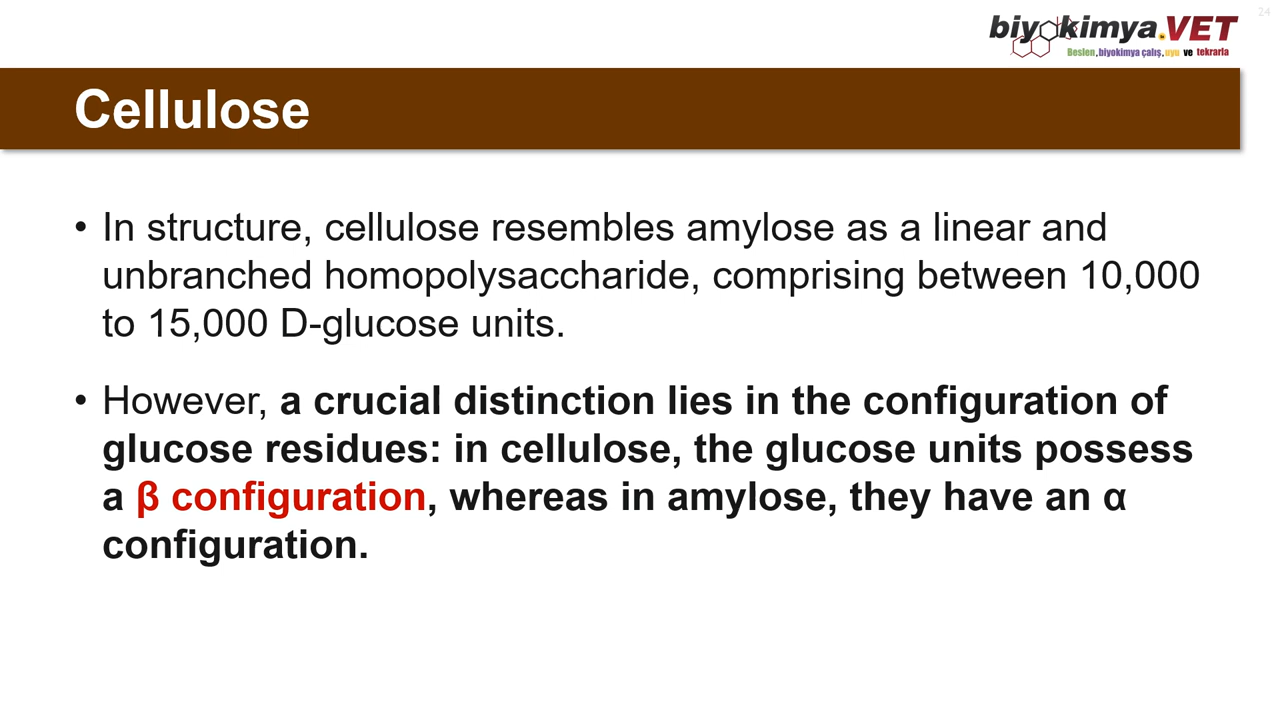 24
biyokimya.VET
Beslen, biyokimya çalış, uyu ve tekrarla
Cellulose
• In structure, cellulose resembles amylose as a linear and
unbranched homopolysaccharide, comprising between 10,000
to 15,000 D-glucose units.
• However, a crucial distinction lies in the configuration of
glucose residues: in cellulose, the glucose units possess
a β configuration, whereas in amylose, they have an α
configuration.